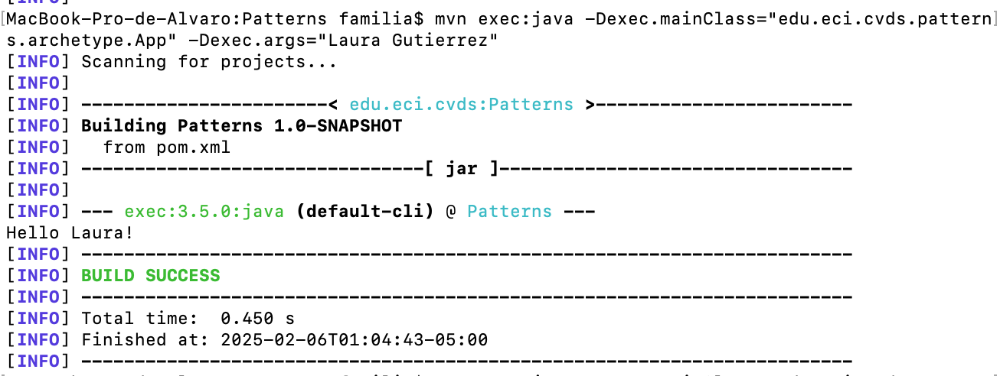 [MacBook-Pro-de-Alvaro:Patterns familia$ mvn exec:java -Dexec.mainClass="edu.eci.cvds.pattern]
s.archetype.App" -Dexec.args="Laura Gutierrez"
[INFO] Scanning for projects...
[INFO]
[INFO] -----------------------< edu.eci.cvds:Patterns >------------------------
[INFO] Building Patterns 1.0-SNAPSHOT
[INFO]   from pom.xml
[INFO] --------------------------------[ jar ]---------------------------------
[INFO]
[INFO] --- exec:3.5.0:java (default-cli) @ Patterns ---
Hello Laura!
[INFO] ------------------------------------------------------------------------
[INFO] BUILD SUCCESS
[INFO] ------------------------------------------------------------------------
[INFO] Total time:  0.450 s
[INFO] Finished at: 2025-02-06T01:04:43-05:00
[INFO] ------------------------------------------------------------------------